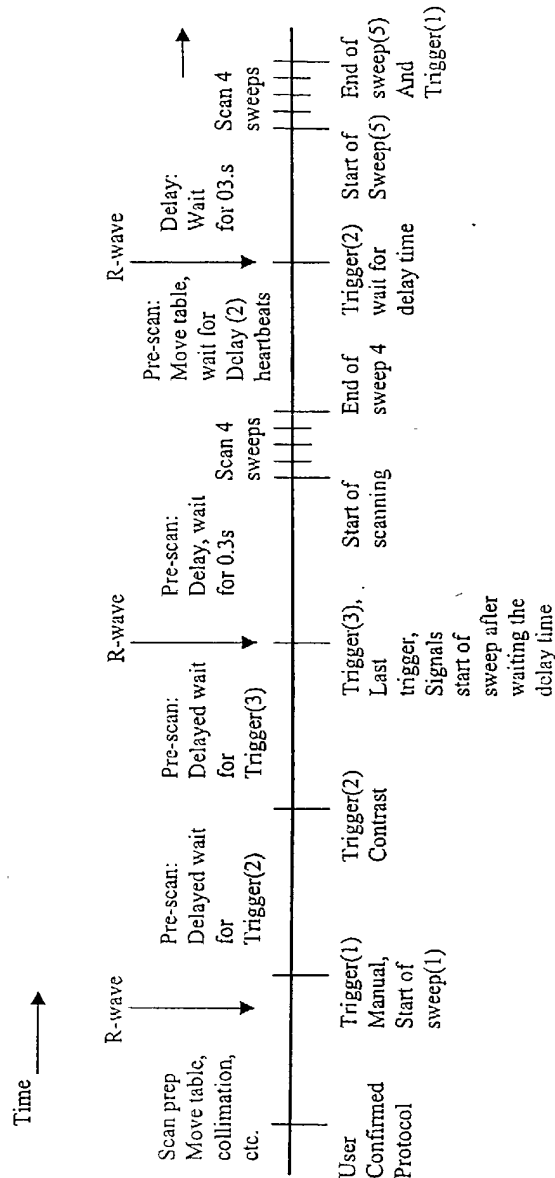 Time
R-wave
R-wave
R-wave
Scan prep
Move table,
collimation,
etc.
Pre-scan:
Delayed wait
for
Trigger(2)
Pre-scan:
Delayed wait
for
Trigger(3)
Pre-scan:
Delay, wait
for 0.3s
Scan 4
sweeps
Pre-scan:
Move table,
wait for
Delay (2)
heartbeats
Delay:
Wait
for 03.s
Scan 4
sweeps
User
Confirmed
Protocol
Trigger(1)
Manual,
Start of
sweep(1)
Trigger(2)
Contrast
Trigger(3),
Last
trigger,
Signals
start of
sweep after
waiting the
delay time
Start of
scanning
End of
sweep 4
Trigger(2)
wait for
delay time
Start of
Sweep(5)
End of
sweep(5)
And
Trigger(1)